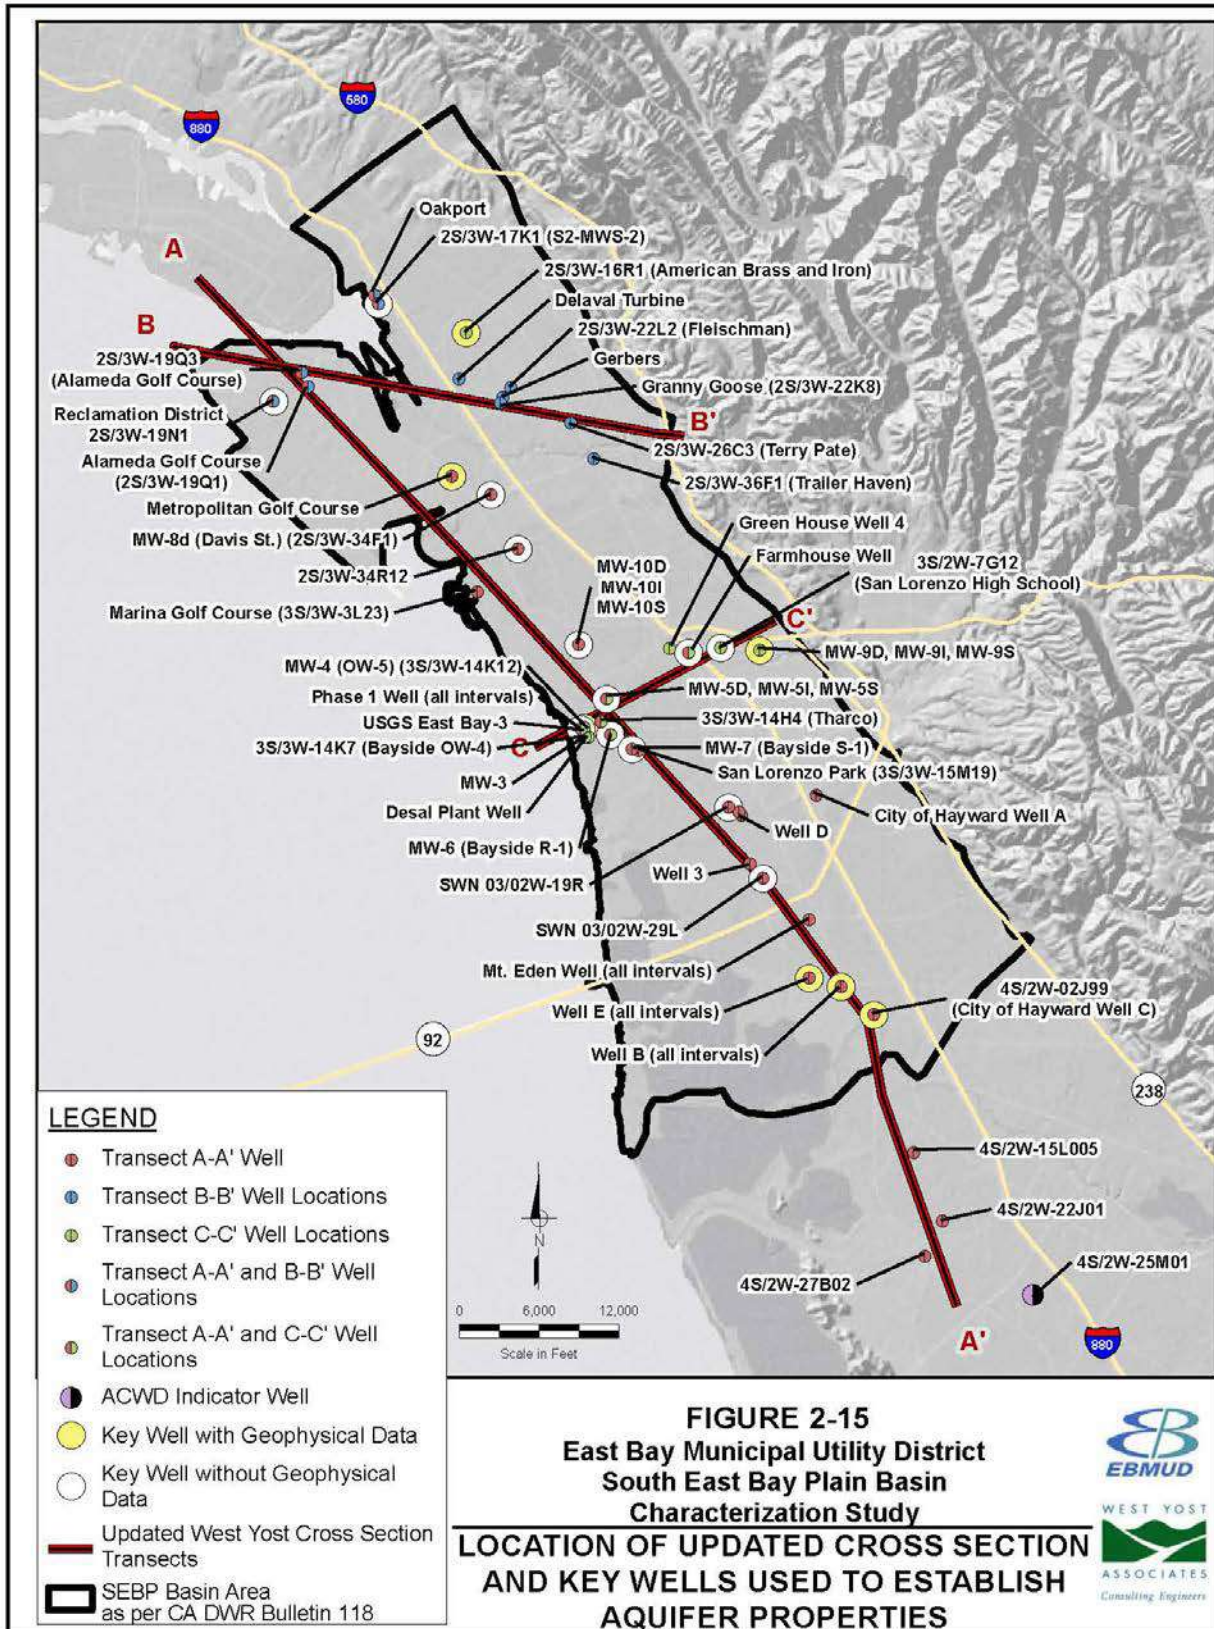 580
880
Oakport
2S/3W-17K1 (S2-MWS-2)
A
2S/3W-16R1 (American Brass and Iron)
Delaval Turbine
B
2S/3W-22L2 (Fleischman)
2S/3W-19Q3
(Alameda Golf Course)
Gerbers
Granny Goose (2S/3W-22K8)
Reclamation District
2S/3W-19N1
B'
2S/3W-26C3 (Terry Pate)
Alameda Golf Course
(2S/3W-19Q1)
2S/3W-36F1 (Trailer Haven)
Metropolitan Golf Course
Green House Well 4
MW-8d (Davis St.) (2S/3W-34F1)
Farmhouse Well
3S/2W-7G12
(San Lorenzo High School)
2S/3W-34R12
MW-10D
MW-10I
MW-10S
Marina Golf Course (3S/3W-3L23)
C'
MW-9D, MW-9I, MW-9S
MW-4 (OW-5) (3S/3W-14K12)
Phase 1 Well (all intervals)
MW-5D, MW-5I, MW-5S
USGS East Bay-3
3S/3W-14H4 (Tharco)
3S/3W-14K7 (Bayside OW-4)
C
MW-7 (Bayside S-1)
MW-3
San Lorenzo Park (3S/3W-15M19)
Desal Plant Well
City of Hayward Well A
Well D
MW-6 (Bayside R-1)
Well 3
SWN 03/02W-19R
SWN 03/02W-29L
Mt. Eden Well (all intervals)
4S/2W-02J99
(City of Hayward Well C)
Well E (all intervals)
92
Well B (all intervals)
238
4S/2W-15L005
4S/2W-22J01
4S/2W-25M01
4S/2W-27B02
A'
880
N
0 6,000 12,000
Scale in Feet
LEGEND
Transect A-A' Well
Transect B-B' Well Locations
Transect C-C' Well Locations
Transect A-A' and B-B' Well
Locations
Transect A-A' and C-C' Well
Locations
ACWD Indicator Well
Key Well with Geophysical Data
Key Well without Geophysical
Data
Updated West Yost Cross Section
Transects
SEBP Basin Area
as per CA DWR Bulletin 118
FIGURE 2-15
East Bay Municipal Utility District
South East Bay Plain Basin
Characterization Study
LOCATION OF UPDATED CROSS SECTION
AND KEY WELLS USED TO ESTABLISH
AQUIFER PROPERTIES
EBMUD
WEST YOST
ASSOCIATES
Consulting Engineers